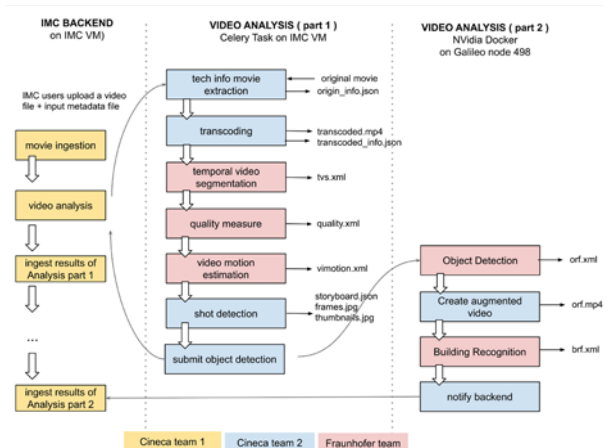 IMC BACKEND
on IMC VM)
VIDEO ANALYSIS ( part 1 )
Celery Task on IMC VM
VIDEO ANALYSIS ( part 2 )
NVidia Docker
on Galileo node 498
IMC users upload a video
file + input metadata file
movie ingestion
video analysis
ingest results of
Analysis part 1
...
ingest results of
Analysis part 2
tech info movie
extraction
original movie
origin_info.json
transcoding
transcoded.mp4
transcoded_info.json
temporal video
segmentation
tvs.xml
quality measure
quality.xml
video motion
estimation
vimotion.xml
shot detection
storyboard.json
frames.jpg
thumbnails.jpg
submit object detection
Object Detection
orf.xml
Create augmented
video
orf.mp4
Building Recognition
brf.xml
notify backend
Cineca team 1
Cineca team 2
Fraunhofer team